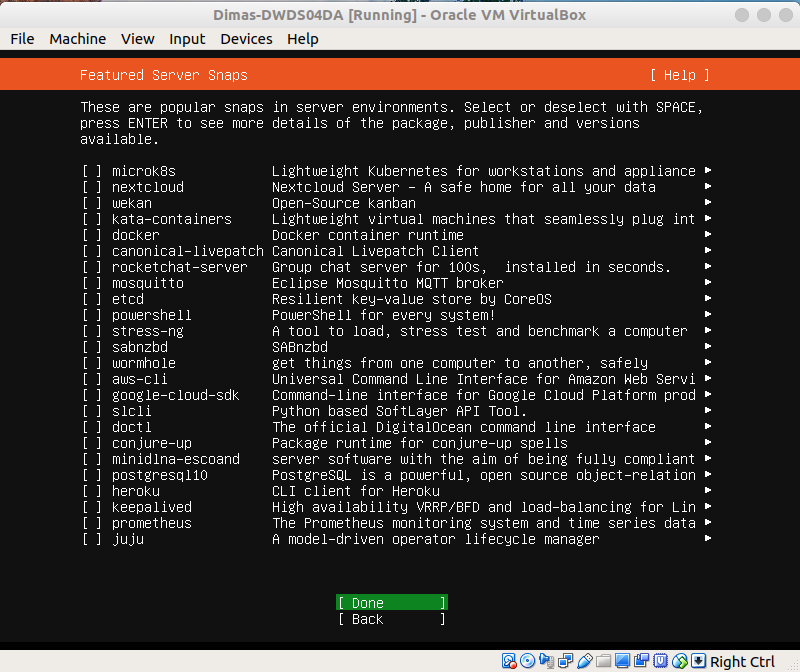 Dimas-DWDS04DA [Running] - Oracle VM VirtualBox
File Machine View Input Devices Help
Featured Server Snaps [ Help ]
These are popular snaps in server environments. Select or deselect with SPACE,
press ENTER to see more details of the package, publisher and versions
available.
[ ] microk8s Lightweight Kubernetes for workstations and appliance ▸
[ ] nextcloud Nextcloud Server - A safe home for all your data ▸
[ ] wekan Open-Source kanban ▸
[ ] kata-containers Lightweight virtual machines that seamlessly plug int ▸
[ ] docker Docker container runtime ▸
[ ] canonical-livepatch Canonical Livepatch Client ▸
[ ] rocketchat-server Group chat server for 100s, installed in seconds. ▸
[ ] mosquitto Eclipse Mosquitto MQTT broker ▸
[ ] etcd Resilient key-value store by CoreOS ▸
[ ] powershell PowerShell for every system! ▸
[ ] stress-ng A tool to load, stress test and benchmark a computer ▸
[ ] sabnzbd SABnzbd ▸
[ ] wormhole get things from one computer to another, safely ▸
[ ] aws-cli Universal Command Line Interface for Amazon Web Servi ▸
[ ] google-cloud-sdk Command-line interface for Google Cloud Platform prod ▸
[ ] slcli Python based SoftLayer API Tool. ▸
[ ] doctl The official DigitalOcean command line interface ▸
[ ] conjure-up Package runtime for conjure-up spells ▸
[ ] minidlna-escoand server software with the aim of being fully compliant ▸
[ ] postgresql10 PostgreSQL is a powerful, open source object-relation ▸
[ ] heroku CLI client for Heroku ▸
[ ] keepalived High availability VRRP/BFD and load-balancing for Lin ▸
[ ] prometheus The Prometheus monitoring system and time series data ▸
[ ] juju A model-driven operator lifecycle manager ▸
[ Done ]
[ Back ]
Right Ctrl